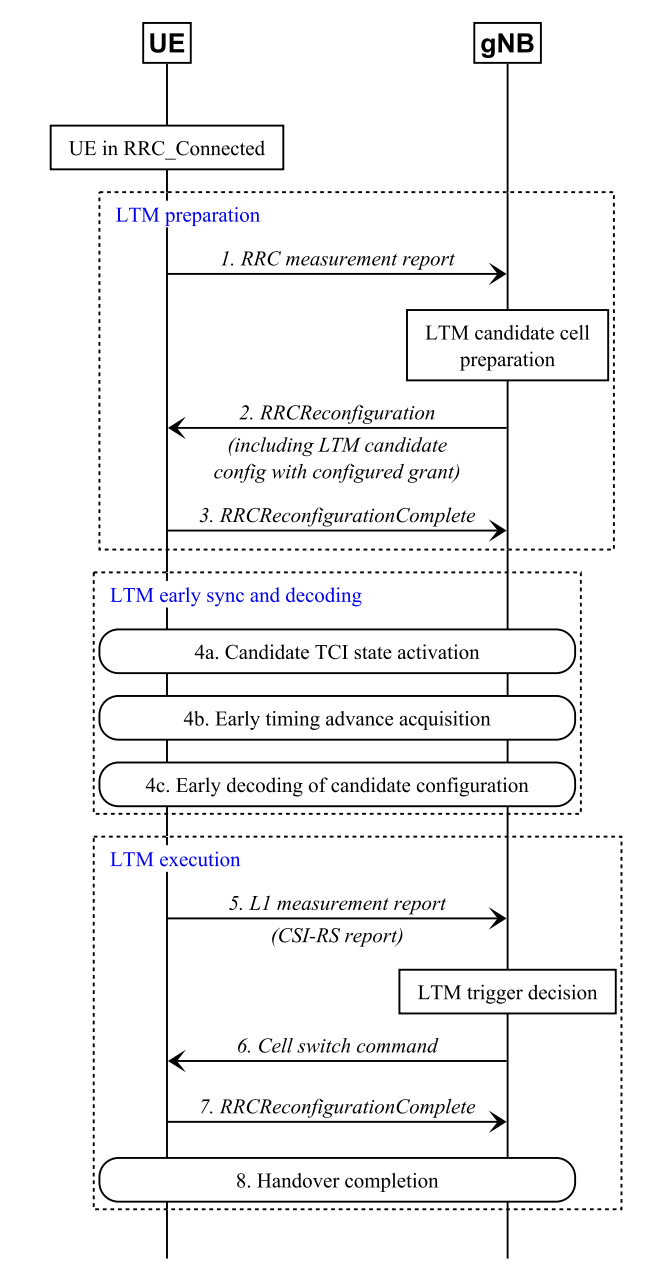 UE
gNB
UE in RRC_Connected
LTM preparation
1. RRC measurement report
LTM candidate cell
preparation
2. RRCReconfiguration
(including LTM candidate
config with configured grant)
3. RRCReconfigurationComplete
LTM early sync and decoding
4a. Candidate TCI state activation
4b. Early timing advance acquisition
4c. Early decoding of candidate configuration
LTM execution
5. L1 measurement report
(CSI-RS report)
LTM trigger decision
6. Cell switch command
7. RRCReconfigurationComplete
8. Handover completion